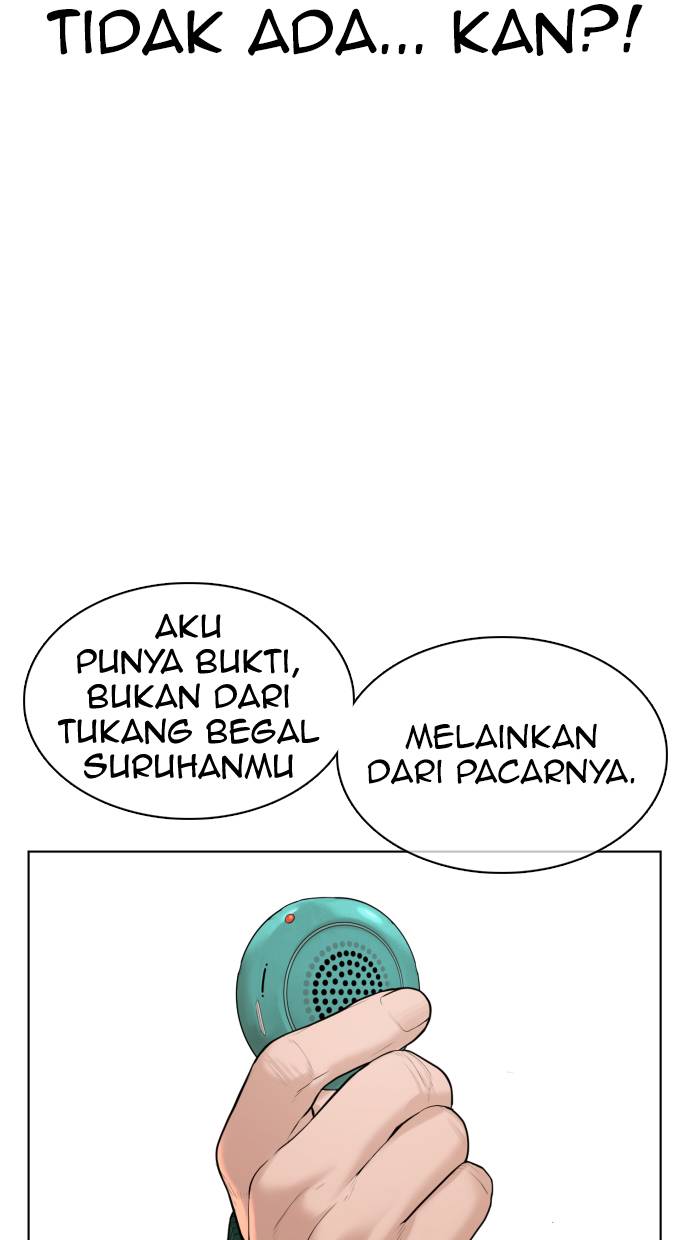 TIDAK ADA... KAN?!
AKU
PUNYA BUKTI,
BUKAN DARI
TUKANG BEGAL
SURUHANMU
MELAINKAN
DARI PACARNYA.